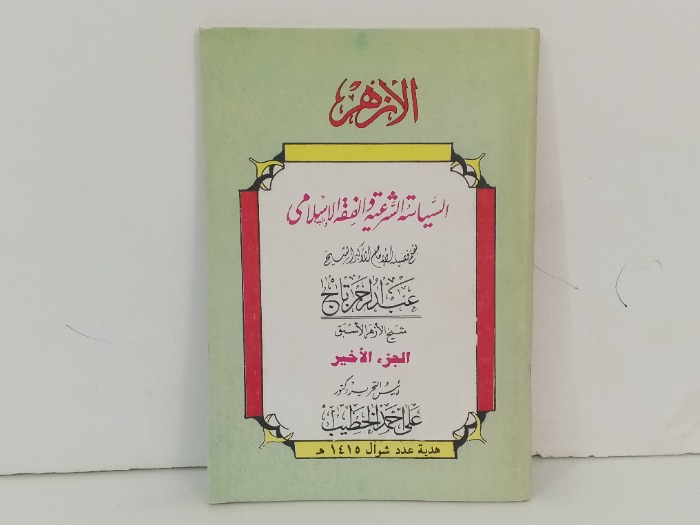 الأزهر
السياسة الشرعية والفقه الإسلامى
لفضيلة الإمام الأكبر الشيخ
عبد الرحمن تاج
شيخ الأزهر الأسبق
الجزء الأخير
رئيس التحرير دكتور
على أحمد الخطيب
هدية عدد شوال ١٤١٥ هـ